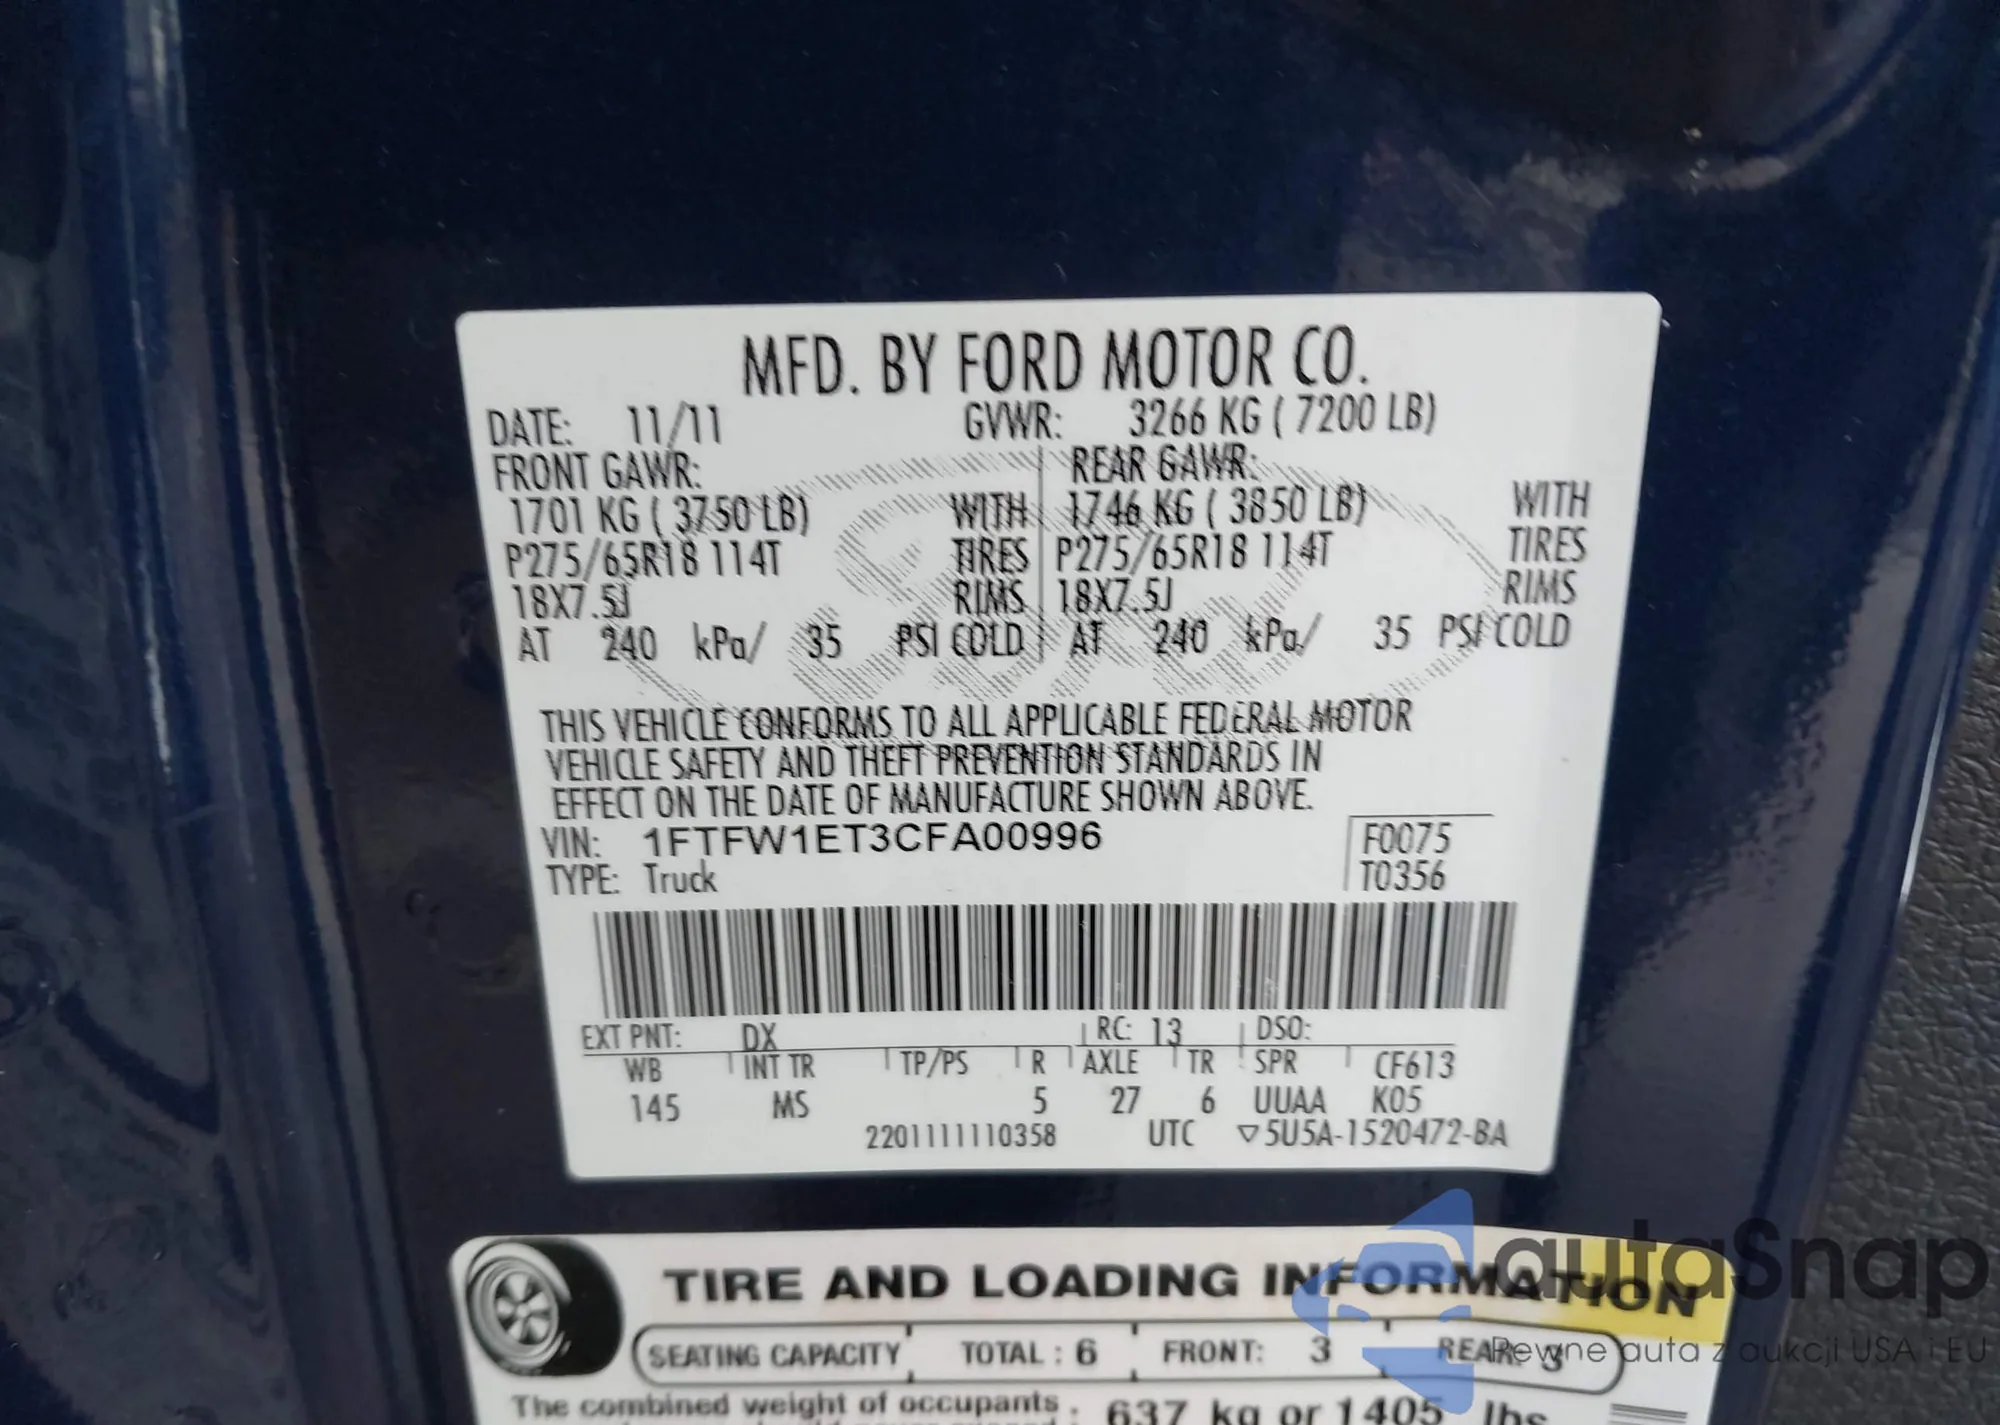 MFD. BY FORD MOTOR CO.
DATE: 11/11 GVWR: 3266 KG ( 7200 LB)
FRONT GAWR: REAR GAWR:
1701 KG ( 3750 LB) WITH 1746 KG ( 3850 LB) WITH
P275/65R18 114T TIRES P275/65R18 114T TIRES
18X7.5J RIMS 18X7.5J RIMS
AT 240 kPa/ 35 PSI COLD AT 240 kPa/ 35 PSI COLD
Ford
THIS VEHICLE CONFORMS TO ALL APPLICABLE FEDERAL MOTOR
VEHICLE SAFETY AND THEFT PREVENTION STANDARDS IN
EFFECT ON THE DATE OF MANUFACTURE SHOWN ABOVE.
VIN: 1FTFW1ET3CFA00996 F0075
TYPE: Truck T0356
EXT PNT: DX RC: 13 DSO:
WB INT TR TP/PS R AXLE TR SPR CF613
145 MS 5 27 6 UUAA K05
2201111110358 UTC ▽5U5A-1520472-BA
TIRE AND LOADING INFORMATION
SEATING CAPACITY TOTAL : 6 FRONT: 3 REAR: 3
The combined weight of occupants 637 kg or 1405 lbs
autaSnap
Pewne auta z aukcji USA i EU